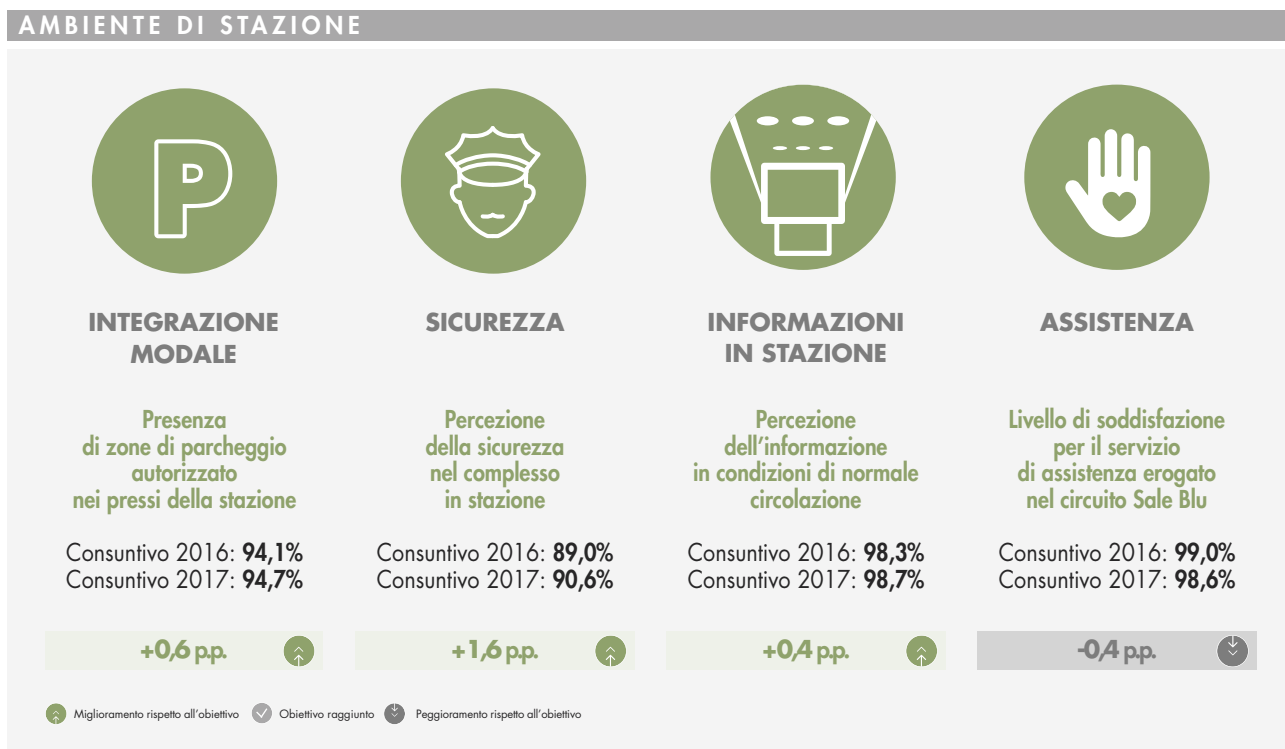 AMBIENTE DI STAZIONE
P
INTEGRAZIONE
MODALE
Presenza
di zone di parcheggio
autorizzato
nei pressi della stazione
Consuntivo 2016: 94,1%
Consuntivo 2017: 94,7%
+0,6 p.p.
SICUREZZA
Percezione
della sicurezza
nel complesso
in stazione
Consuntivo 2016: 89,0%
Consuntivo 2017: 90,6%
+1,6 p.p.
INFORMAZIONI
IN STAZIONE
Percezione
dell’informazione
in condizioni di normale
circolazione
Consuntivo 2016: 98,3%
Consuntivo 2017: 98,7%
+0,4 p.p.
ASSISTENZA
Livello di soddisfazione
per il servizio
di assistenza erogato
nel circuito Sale Blu
Consuntivo 2016: 99,0%
Consuntivo 2017: 98,6%
-0,4 p.p.
Miglioramento rispetto all’obiettivo Obiettivo raggiunto Peggioramento rispetto all’obiettivo